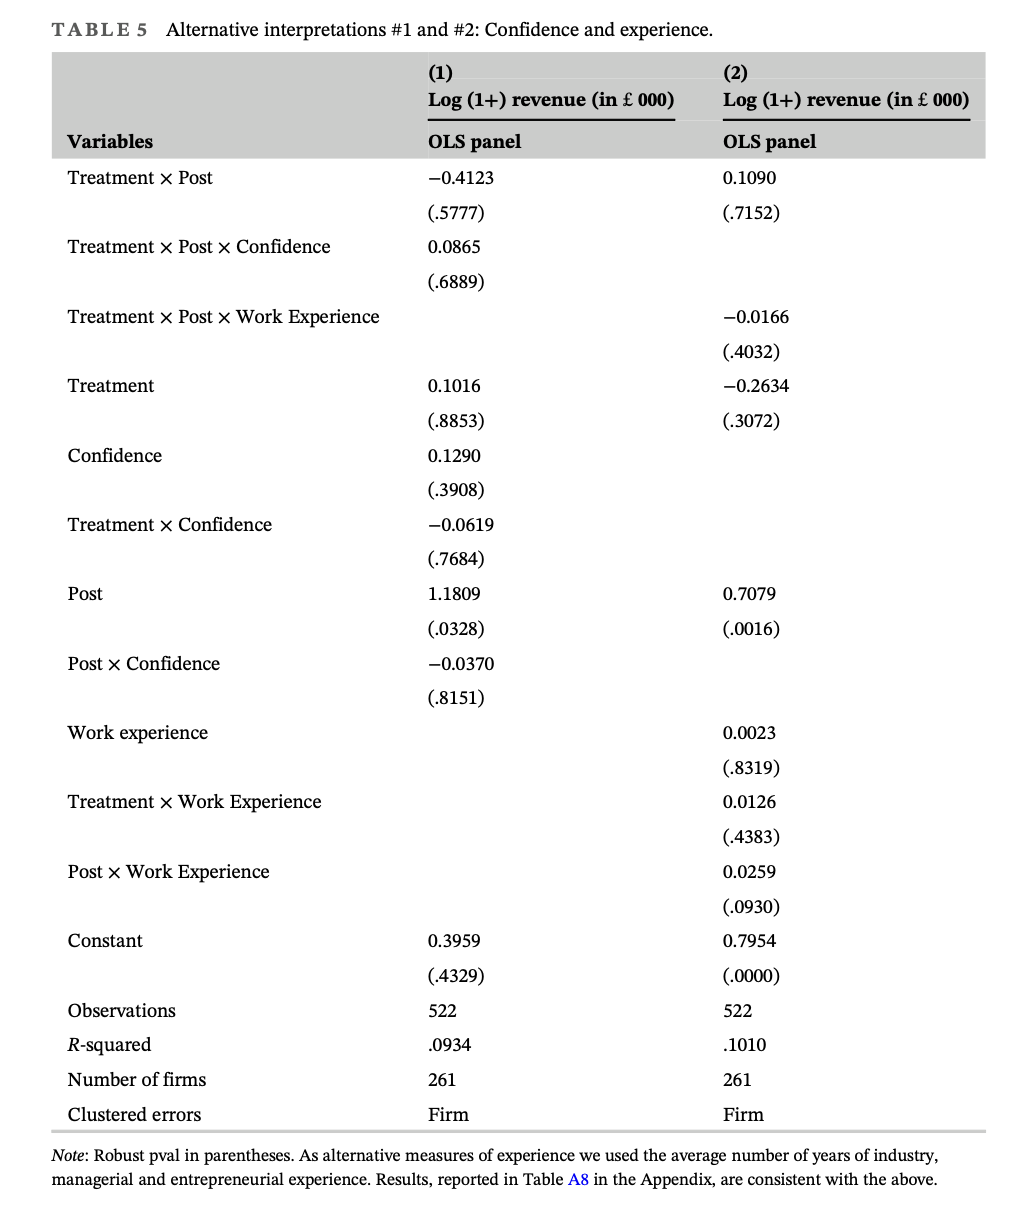 TABLE 5 Alternative interpretations #1 and #2: Confidence and experience.
(1) (2)
Log (1+) revenue (in £ 000) Log (1+) revenue (in £ 000)
Variables OLS panel OLS panel
Treatment × Post −0.4123 0.1090
(.5777) (.7152)
Treatment × Post × Confidence 0.0865
(.6889)
Treatment × Post × Work Experience −0.0166
(.4032)
Treatment 0.1016 −0.2634
(.8853) (.3072)
Confidence 0.1290
(.3908)
Treatment × Confidence −0.0619
(.7684)
Post 1.1809 0.7079
(.0328) (.0016)
Post × Confidence −0.0370
(.8151)
Work experience 0.0023
(.8319)
Treatment × Work Experience 0.0126
(.4383)
Post × Work Experience 0.0259
(.0930)
Constant 0.3959 0.7954
(.4329) (.0000)
Observations 522 522
R-squared .0934 .1010
Number of firms 261 261
Clustered errors Firm Firm
Note: Robust pval in parentheses. As alternative measures of experience we used the average number of years of industry,
managerial and entrepreneurial experience. Results, reported in Table A8 in the Appendix, are consistent with the above.